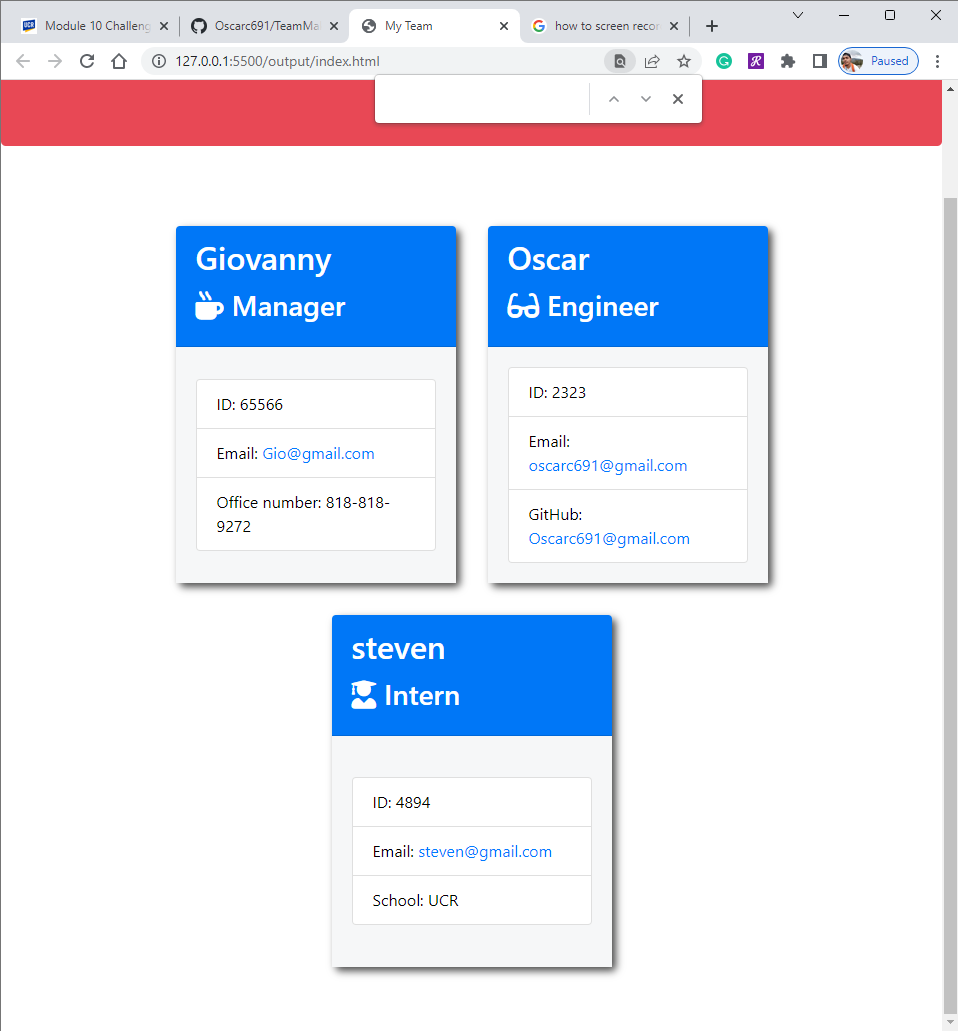 UCR Module 10 Challeng
Oscarc691/TeamMa
My Team
how to screen recor
127.0.0.1:5500/output/index.html
Paused
Giovanny
Manager
ID: 65566
Email: Gio@gmail.com
Office number: 818-818-
9272
Oscar
Engineer
ID: 2323
Email:
oscarc691@gmail.com
GitHub:
Oscarc691@gmail.com
steven
Intern
ID: 4894
Email: steven@gmail.com
School: UCR